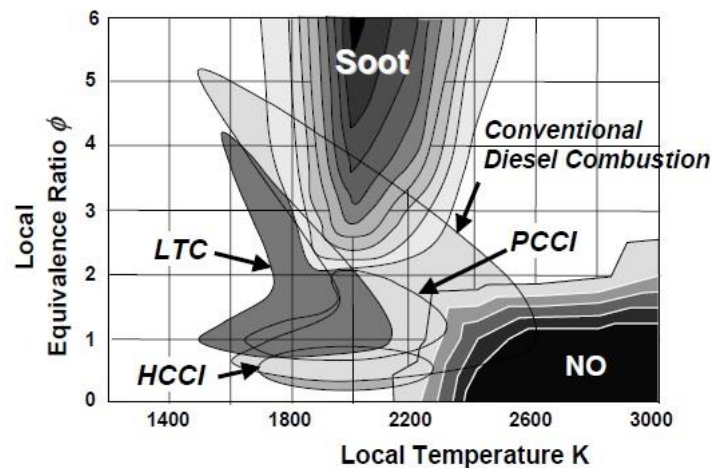 6
Soot
5
Conventional
Diesel Combustion
4
Local
Equivalence Ratio ϕ
3
LTC
PCCI
2
1
HCCI
NO
0
1400 1800 2200 2600 3000
Local Temperature K